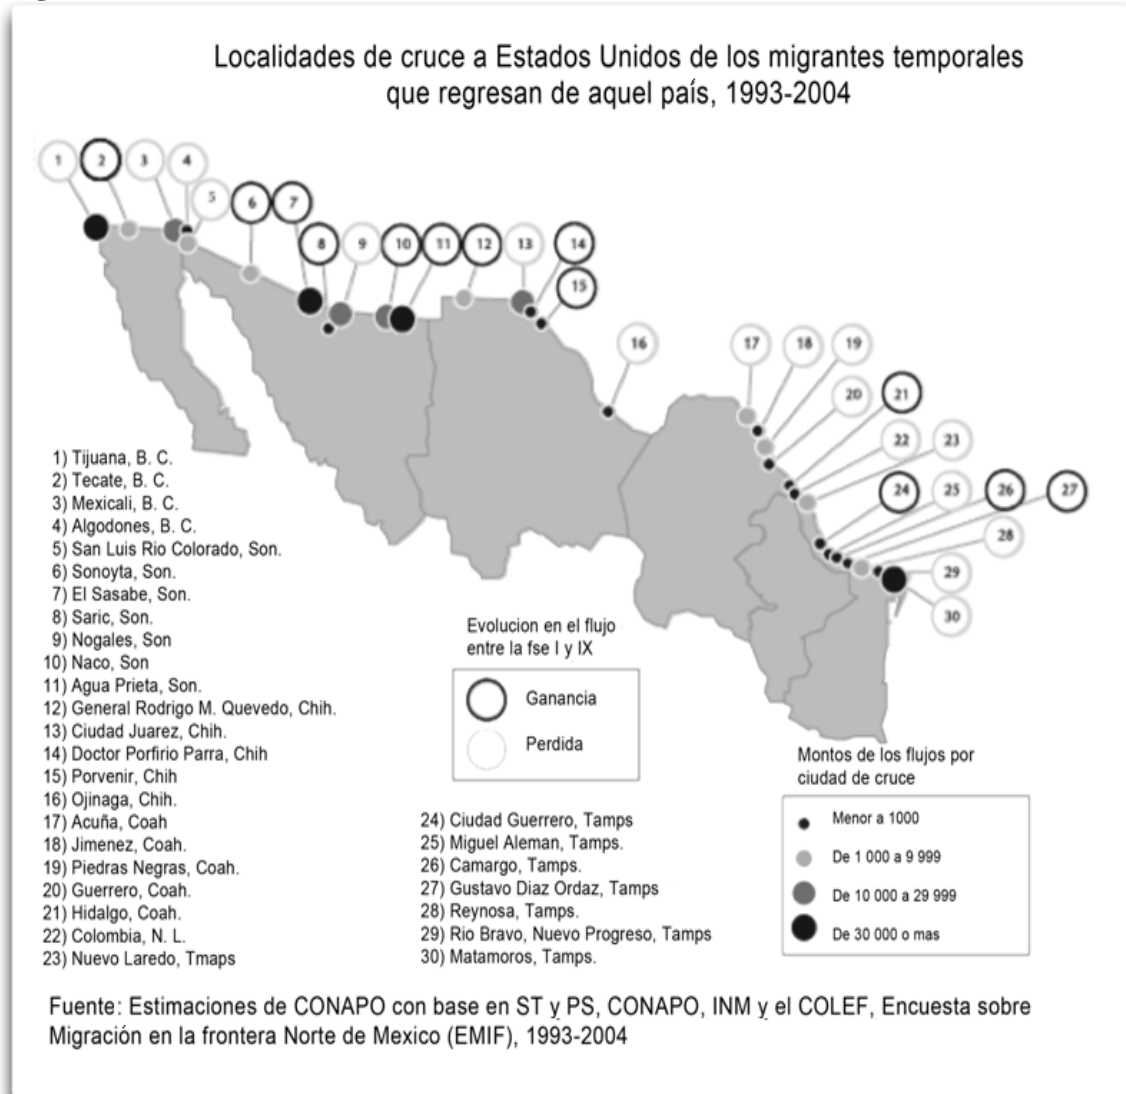 Localidades de cruce a Estados Unidos de los migrantes temporales
que regresan de aquel país, 1993-2004
1
2
3
4
5
6
7
8
9
10
11
12
13
14
15
16
17
18
19
20
21
22
23
24
25
26
27
28
29
30
1) Tijuana, B. C.
2) Tecate, B. C.
3) Mexicali, B. C.
4) Algodones, B. C.
5) San Luis Rio Colorado, Son.
6) Sonoyta, Son.
7) El Sasabe, Son.
8) Saric, Son.
9) Nogales, Son
10) Naco, Son
11) Agua Prieta, Son.
12) General Rodrigo M. Quevedo, Chih.
13) Ciudad Juarez, Chih.
14) Doctor Porfirio Parra, Chih
15) Porvenir, Chih
16) Ojinaga, Chih.
17) Acuña, Coah
18) Jimenez, Coah.
19) Piedras Negras, Coah.
20) Guerrero, Coah.
21) Hidalgo, Coah.
22) Colombia, N. L.
23) Nuevo Laredo, Tmaps
24) Ciudad Guerrero, Tamps
25) Miguel Aleman, Tamps.
26) Camargo, Tamps.
27) Gustavo Diaz Ordaz, Tamps
28) Reynosa, Tamps.
29) Rio Bravo, Nuevo Progreso, Tamps
30) Matamoros, Tamps.
Evolucion en el flujo
entre la fse I y IX
Ganancia
Perdida
Montos de los flujos por
ciudad de cruce
Menor a 1000
De 1 000 a 9 999
De 10 000 a 29 999
De 30 000 o mas
Fuente: Estimaciones de CONAPO con base en ST y PS, CONAPO, INM y el COLEF, Encuesta sobre
Migración en la frontera Norte de Mexico (EMIF), 1993-2004